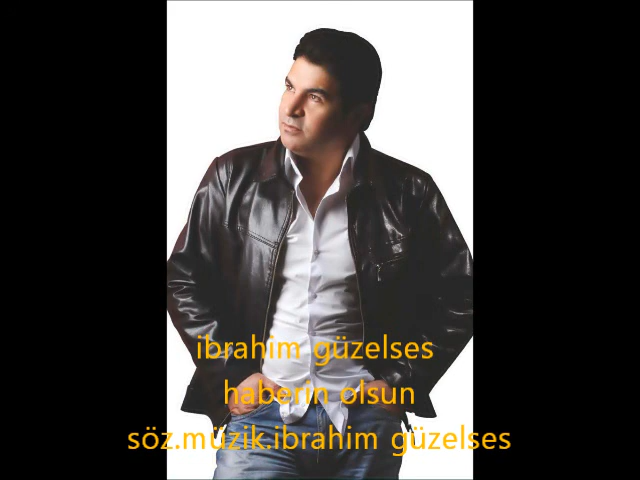 ibrahim güzelses
haberin olsun
söz.müzik.ibrahim güzelses